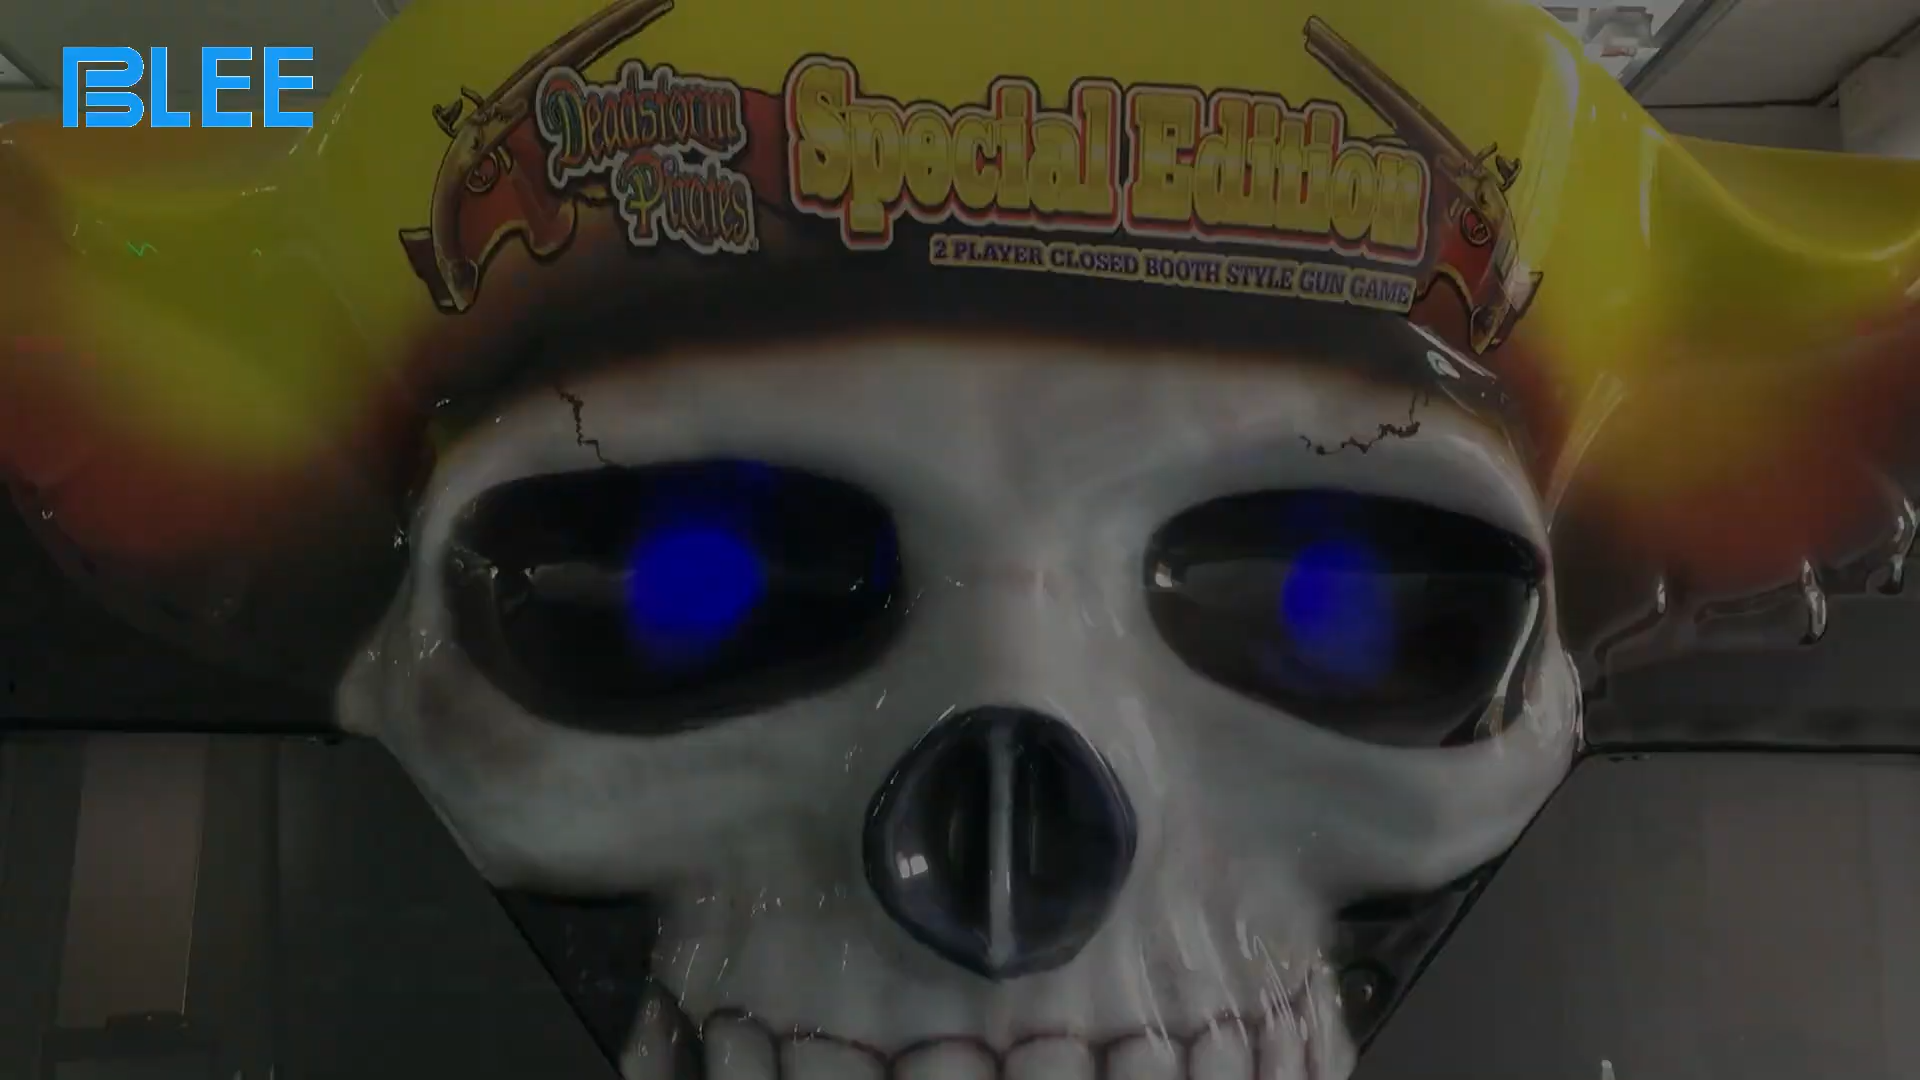 BLEE
Deadstorm
Pirates
Special Edition
2 PLAYER CLOSED BOOTH STYLE GUN GAME